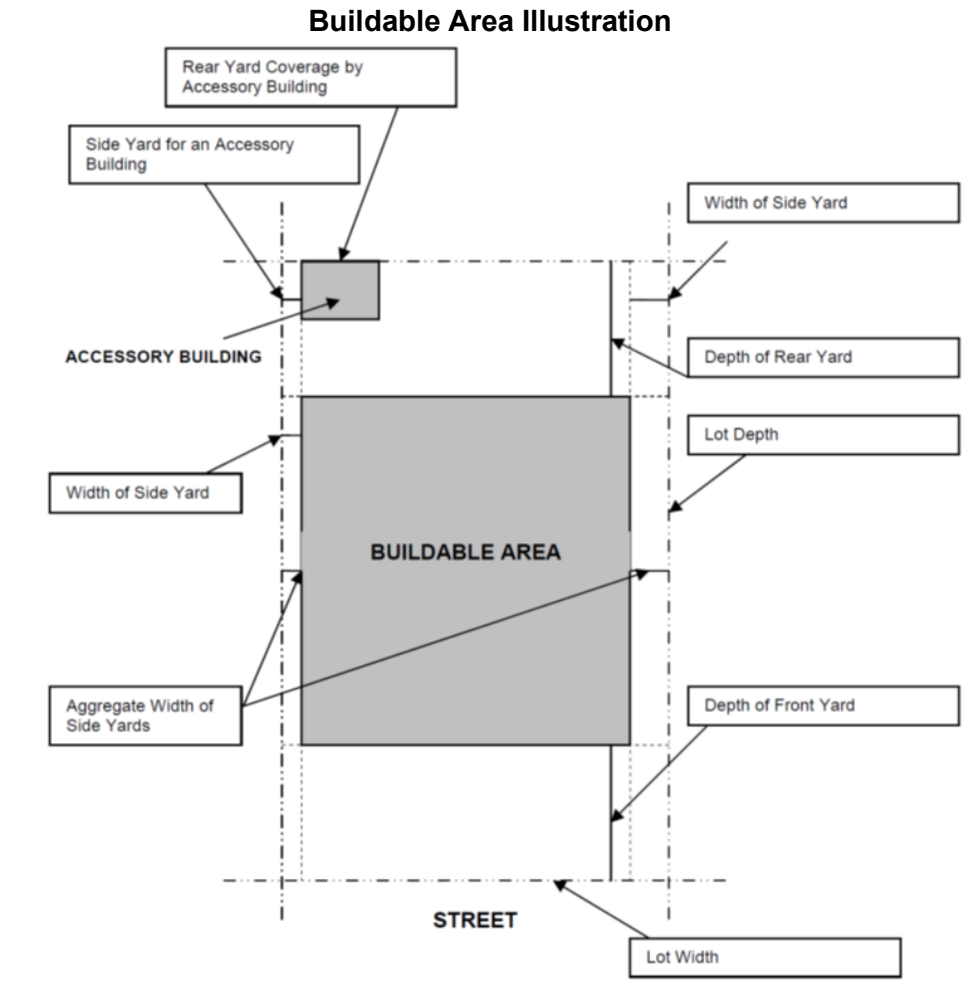 Buildable Area Illustration
Rear Yard Coverage by
Accessory Building
Side Yard for an Accessory
Building
Width of Side Yard
ACCESSORY BUILDING
Depth of Rear Yard
Lot Depth
Width of Side Yard
BUILDABLE AREA
Aggregate Width of
Side Yards
Depth of Front Yard
STREET
Lot Width